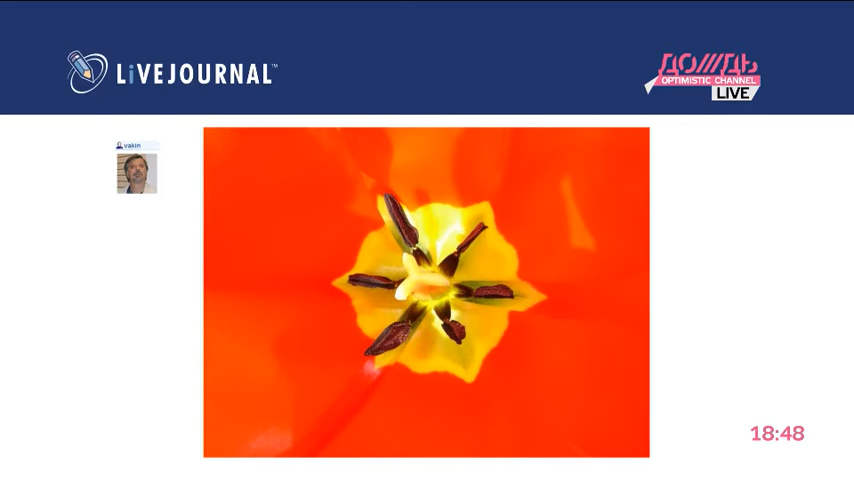 LiVEJOURNAL™
ДОЖДЬ
OPTIMISTIC CHANNEL
LIVE
vakin
18:48